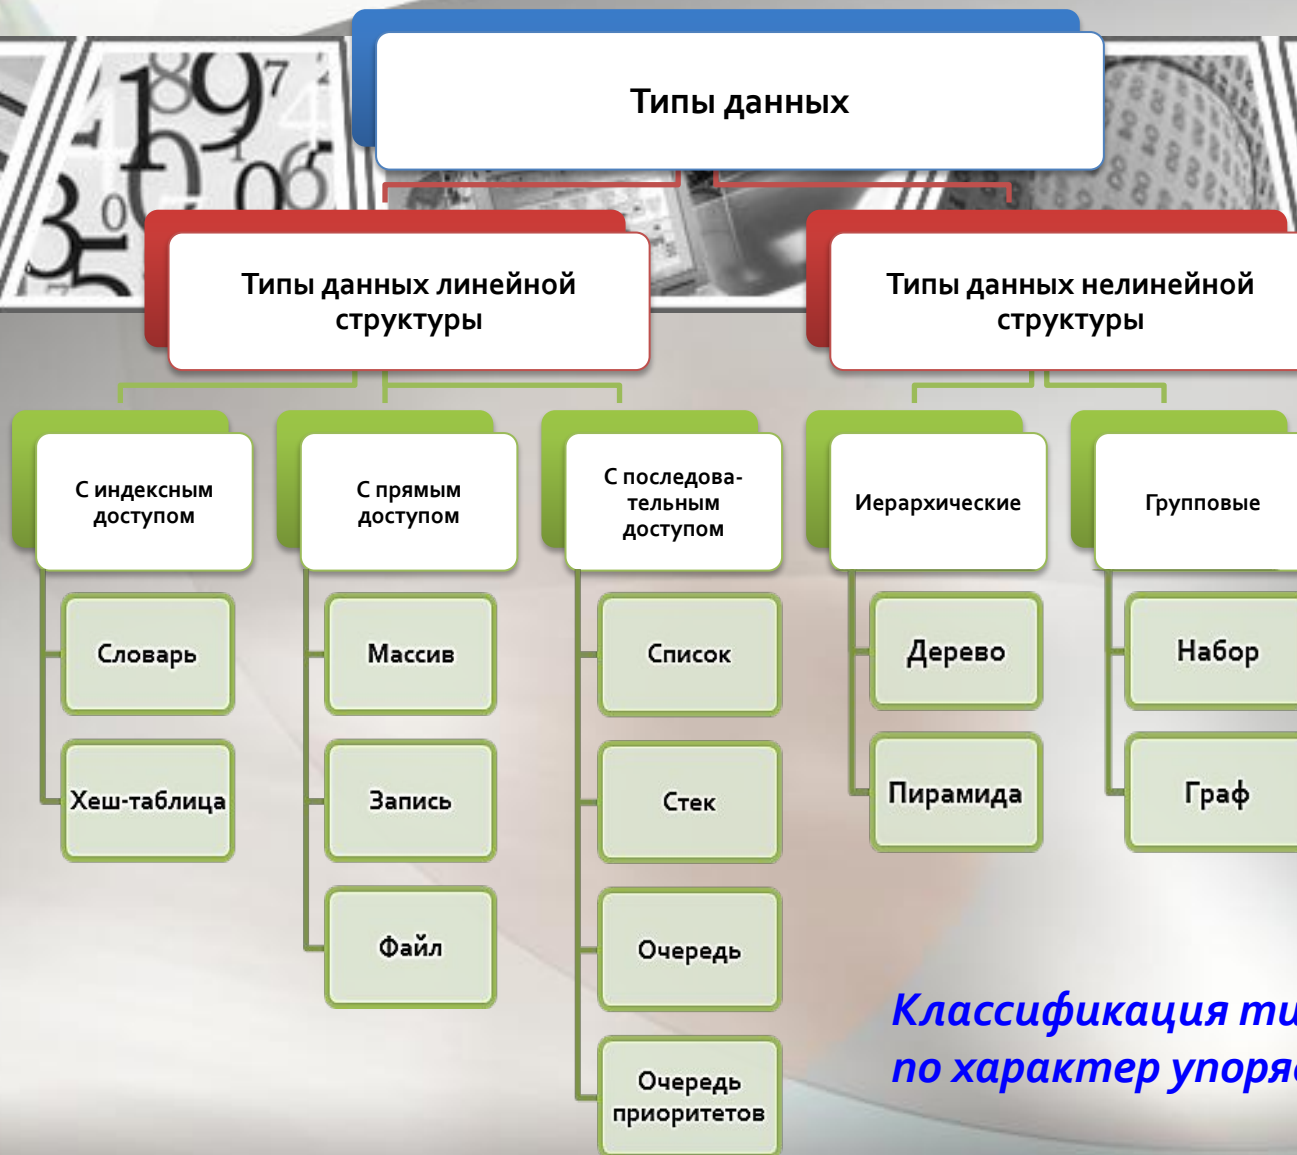 Типы данных
Типы данных линейной
структуры
Типы данных нелинейной
структуры
С индексным
доступом
С прямым
доступом
С последова-
тельным
доступом
Иерархические
Групповые
Словарь
Хеш-таблица
Массив
Запись
Файл
Список
Стек
Очередь
Очередь
приоритетов
Дерево
Пирамида
Набор
Граф
Классификация
по характер